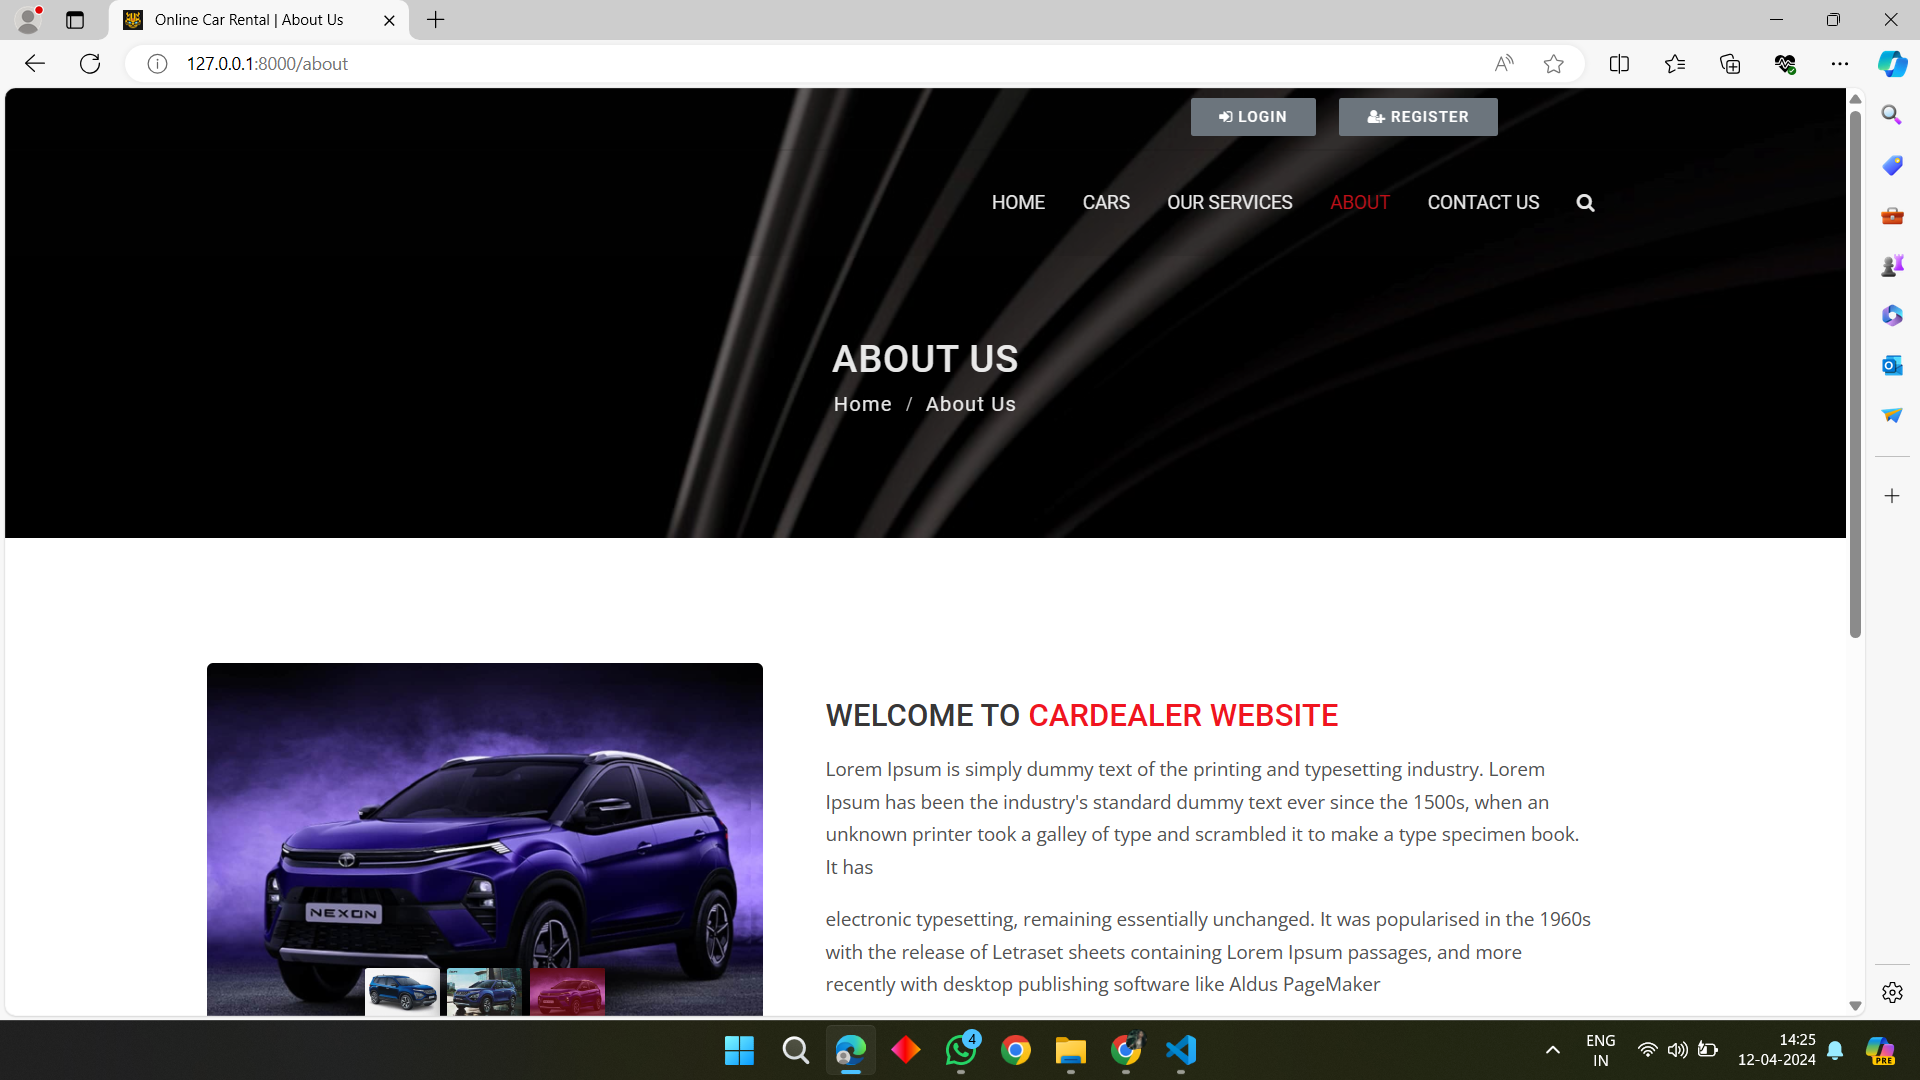 Online Car Rental | About Us
127.0.0.1:8000/about
LOGIN
REGISTER
HOME
CARS
OUR SERVICES
ABOUT
CONTACT US
ABOUT US
Home / About Us
WELCOME TO CARDEALER WEBSITE
Lorem Ipsum is simply dummy text of the printing and typesetting industry. Lorem
Ipsum has been the industry's standard dummy text ever since the 1500s, when an
unknown printer took a galley of type and scrambled it to make a type specimen book.
It has
electronic typesetting, remaining essentially unchanged. It was popularised in the 1960s
with the release of Letraset sheets containing Lorem Ipsum passages, and more
recently with desktop publishing software like Aldus PageMaker
NEXON
4
ENG
IN
14:25
12-04-2024
PRE